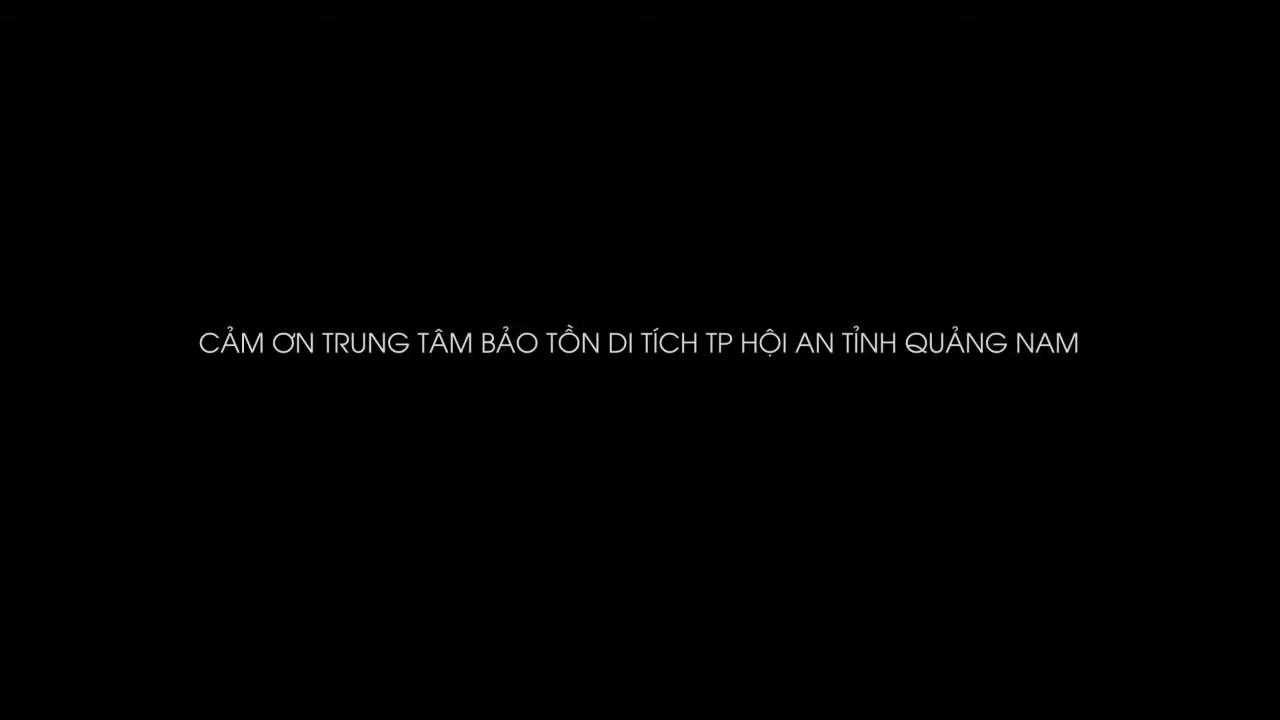 CẢM ƠN TRUNG TÂM BẢO TỒN DI TÍCH TP HỘI AN TỈNH QUẢNG NAM